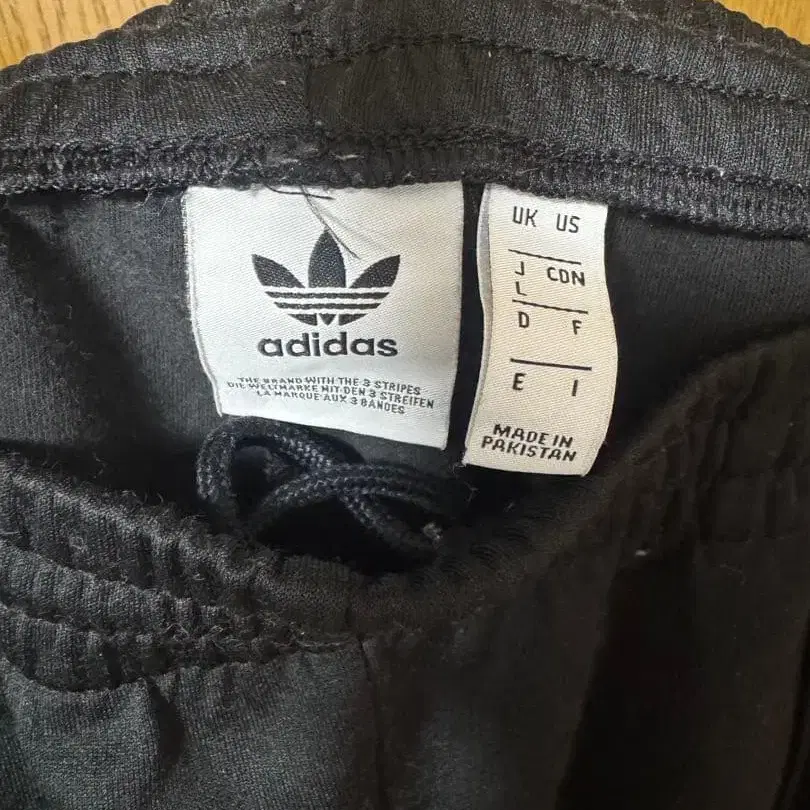 adidas
THE BRAND WITH THE 3 STRIPES
DIE WELTMARKE MIT DEN 3 STREIFEN
LA MARQUE AUX 3 BANDES
UK US
J CON
L
D F
E I
MADE IN
PAKISTAN